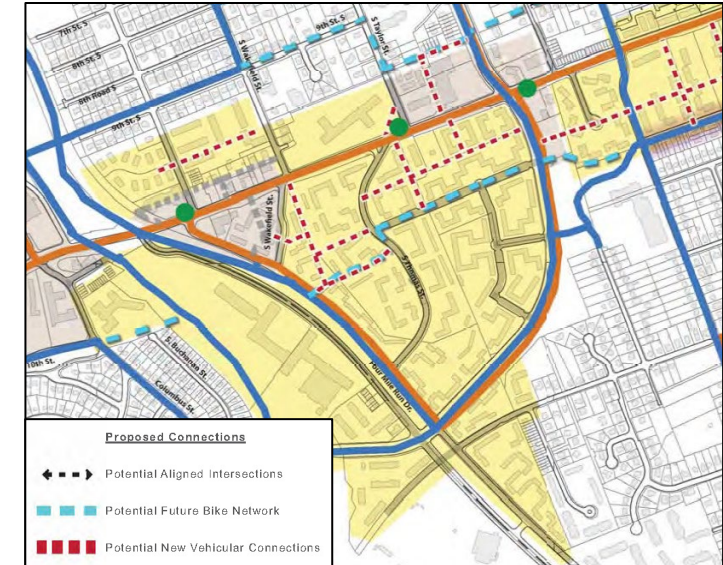 7th St. S
8th St. S
8th Road S
9th St. S
S Wakefield St.
9th St. S
S Taylor St.
S Wakefield St.
S Thomas St.
Four Mile Run Dr.
10th St.
S. Buchanan St.
Columbus St.
Proposed Connections
Potential Aligned Intersections
Potential Future Bike Network
Potential New Vehicular Connections